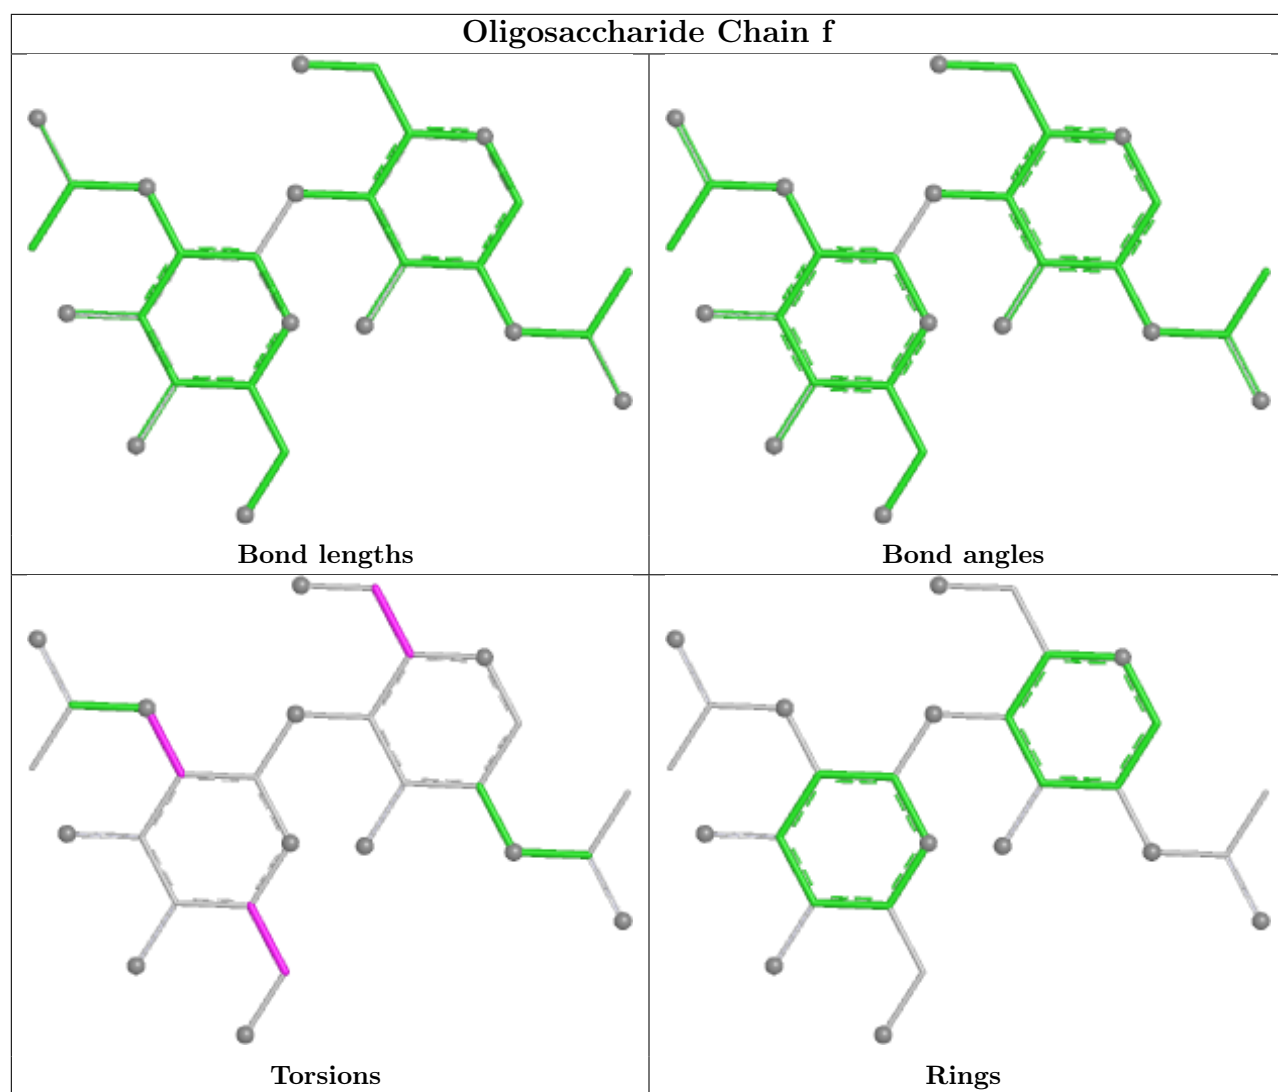 Oligosaccharide Chain f
Bond lengths
Bond angles
Torsions
Rings